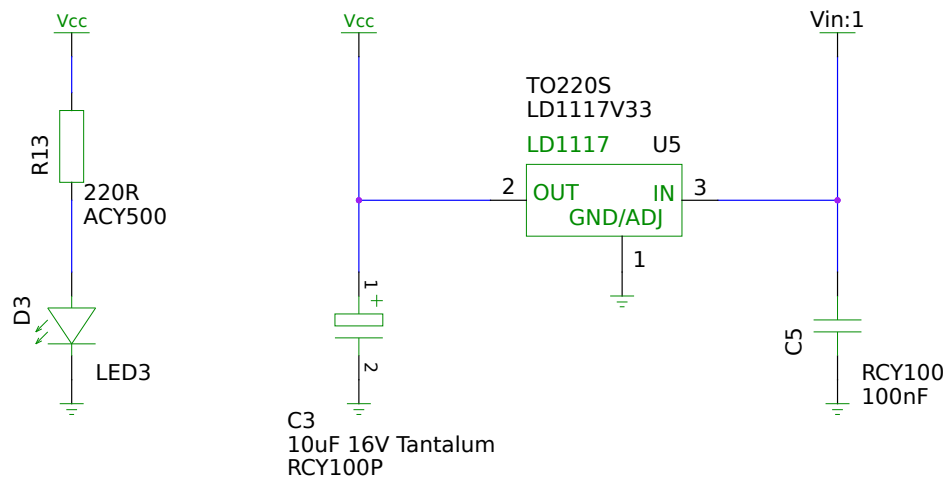 Vcc
R13
220R
ACY500
D3
LED3
Vcc
1
+
2
C3
10uF 16V Tantalum
RCY100P
TO220S
LD1117V33
LD1117
U5
2
OUT
IN
3
GND/ADJ
1
Vin:1
C5
RCY100
100nF